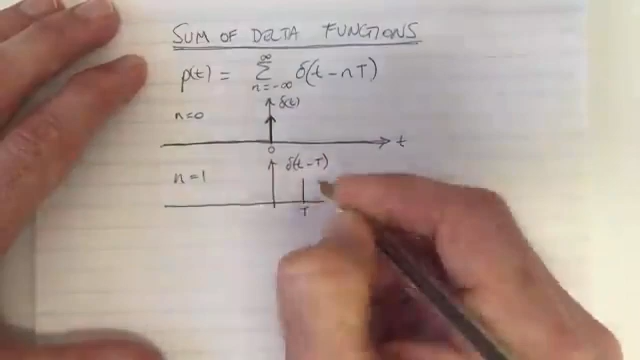 SUM OF DELTA FUNCTIONS
p(t) = ∞∑n=-∞ δ(t-nT)
δ(t)
n=0
0
t
δ(t-T)
n=1
T